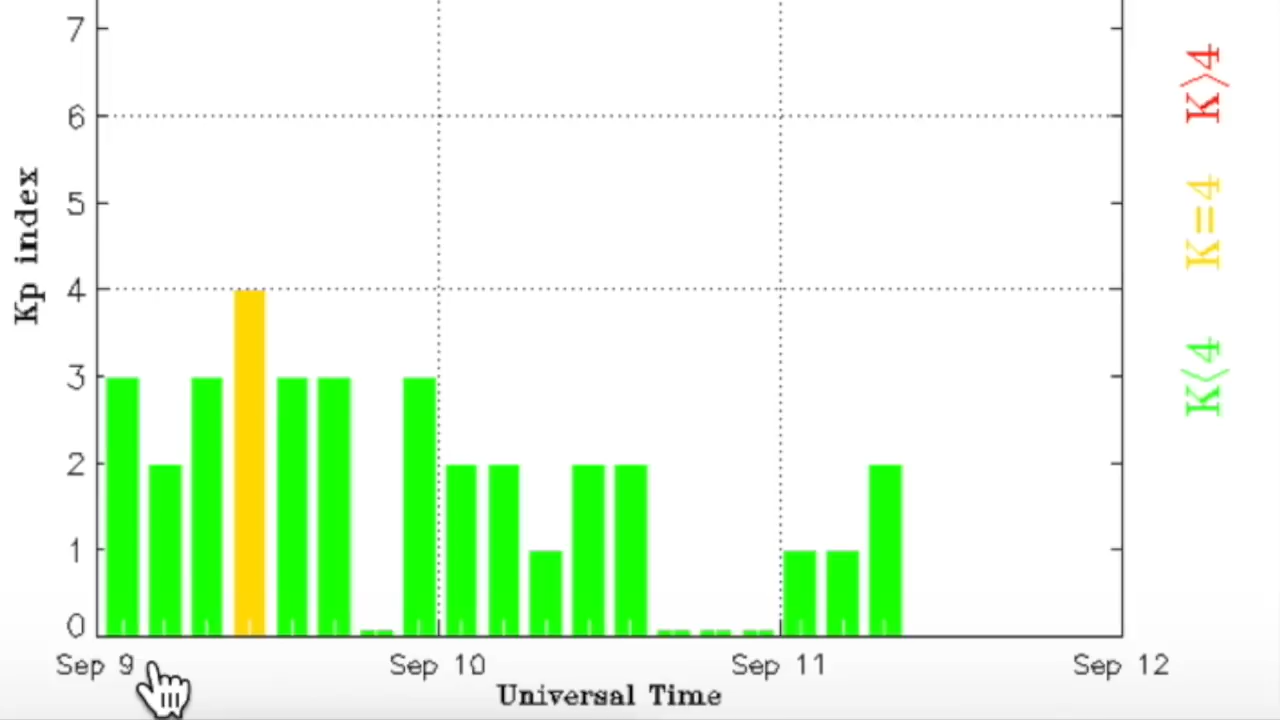 7
6
5
4
3
2
1
0
Kp index
Sep 9
Sep 10
Sep 11
Sep 12
Universal Time
K>4
K=4
K<4